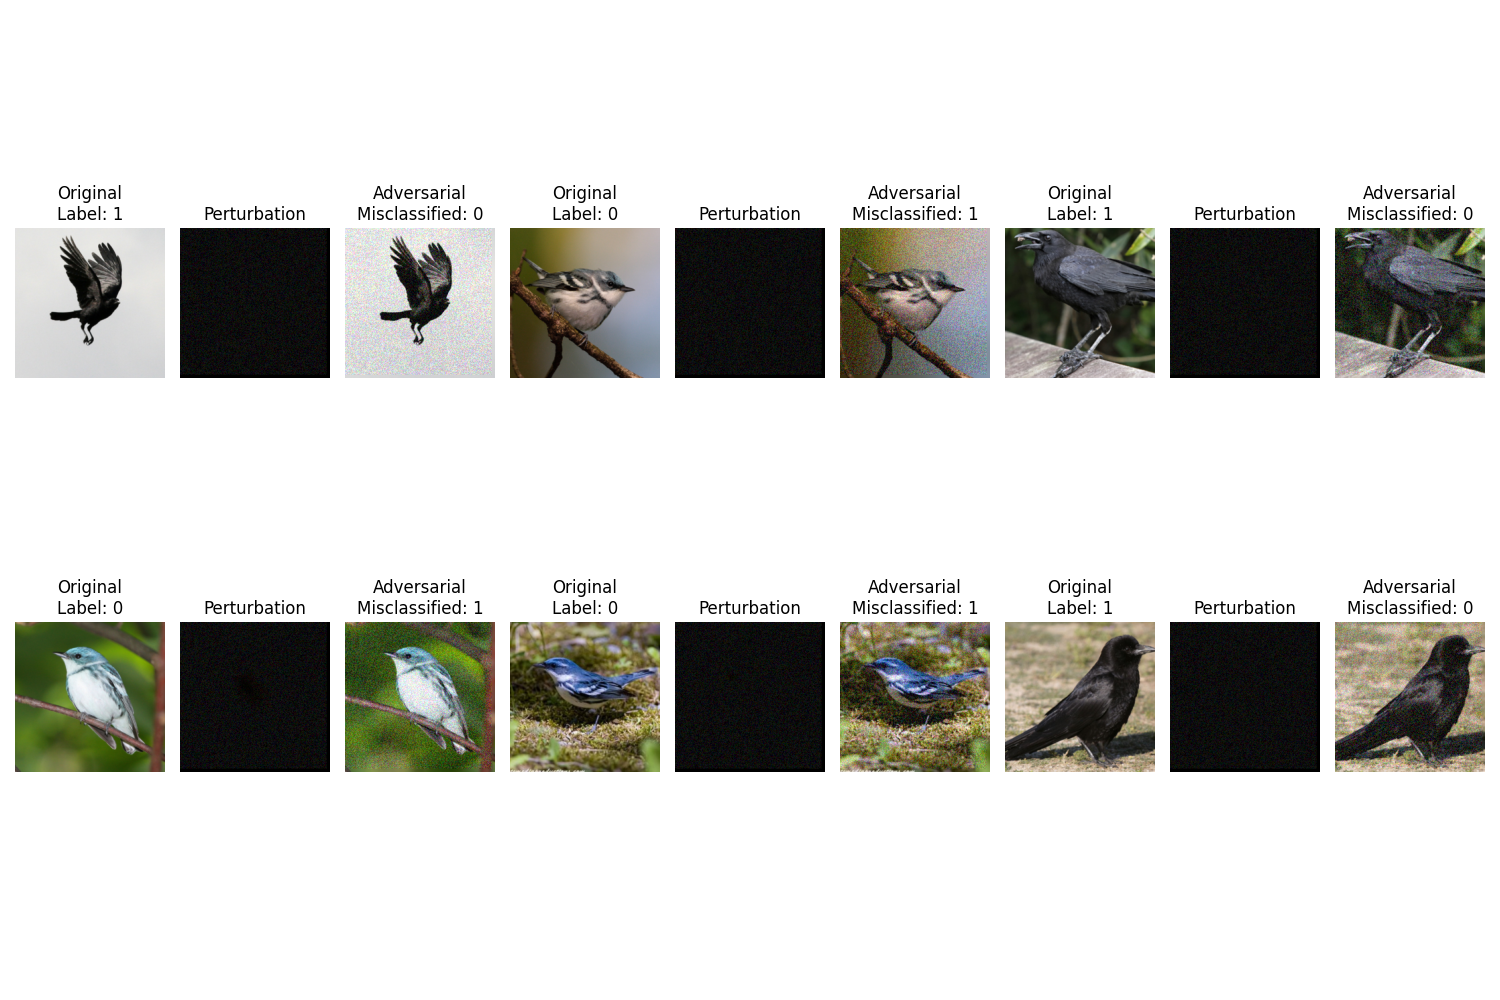 Original
Label: 1
Perturbation
Adversarial
Misclassified: 0
Original
Label: 0
Perturbation
Adversarial
Misclassified: 1
Original
Label: 1
Perturbation
Adversarial
Misclassified: 0
Original
Label: 0
Perturbation
Adversarial
Misclassified: 1
Original
Label: 0
Perturbation
Adversarial
Misclassified: 1
Original
Label: 1
Perturbation
Adversarial
Misclassified: 0